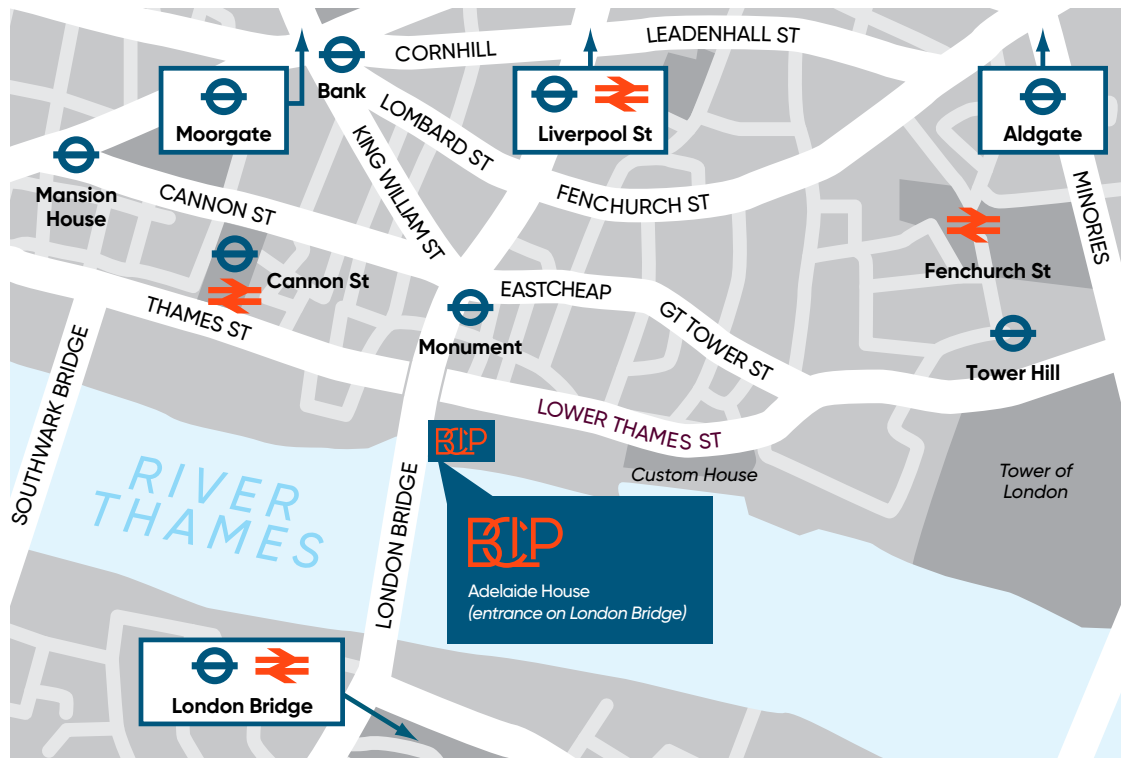 CORNHILL
LEADENHALL ST
Bank
Moorgate
Liverpool St
Aldgate
LOMBARD ST
KING WILLIAM ST
Mansion
House
CANNON ST
FENCHURCH ST
MINORIES
Fenchurch St
Cannon St
EASTCHEAP
THAMES ST
GT TOWER ST
Monument
Tower Hill
SOUTHWARK BRIDGE
LOWER THAMES ST
BCLP
Custom House
Tower of
London
RIVER
THAMES
LONDON BRIDGE
BCLP
Adelaide House
(entrance on London Bridge)
London Bridge